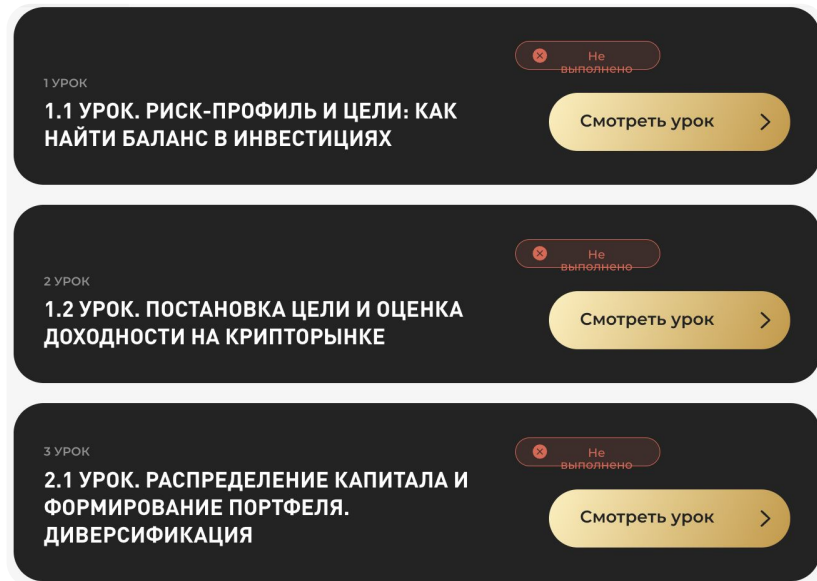 Не
выполнено
1 УРОК
1.1 УРОК. РИСК-ПРОФИЛЬ И ЦЕЛИ: КАК
НАЙТИ БАЛАНС В ИНВЕСТИЦИЯХ
Смотреть урок
Не
выполнено
2 УРОК
1.2 УРОК. ПОСТАНОВКА ЦЕЛИ И ОЦЕНКА
ДОХОДНОСТИ НА КРИПТОРЫНКЕ
Смотреть урок
Не
выполнено
3 УРОК
2.1 УРОК. РАСПРЕДЕЛЕНИЕ КАПИТАЛА И
ФОРМИРОВАНИЕ ПОРТФЕЛЯ.
ДИВЕРСИФИКАЦИЯ
Смотреть урок